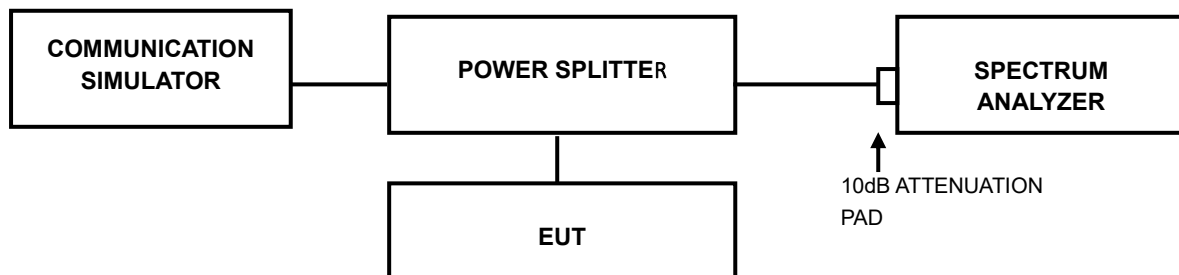 COMMUNICATION
SIMULATOR
POWER SPLITTER
SPECTRUM
ANALYZER
10dB ATTENUATION
PAD
EUT